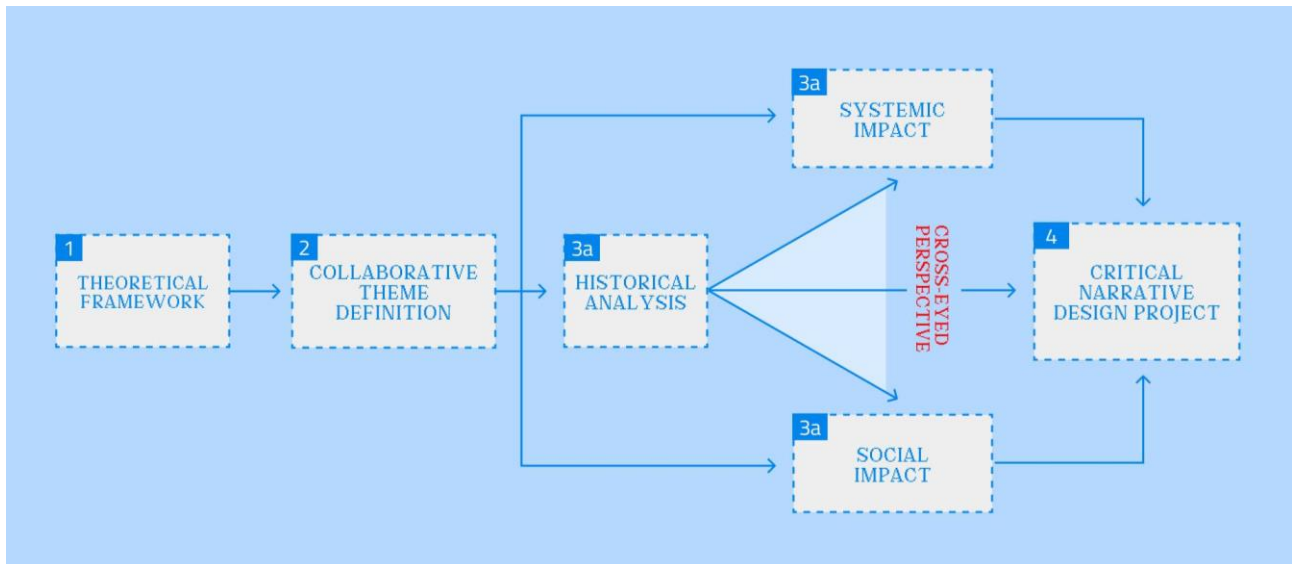 1
THEORETICAL
FRAMEWORK
2
COLLABORATIVE
THEME
DEFINITION
3a
HISTORICAL
ANALYSIS
3a
SYSTEMIC
IMPACT
CROSS-EYED
PERSPECTIVE
3a
SOCIAL
IMPACT
4
CRITICAL
NARRATIVE
DESIGN PROJECT